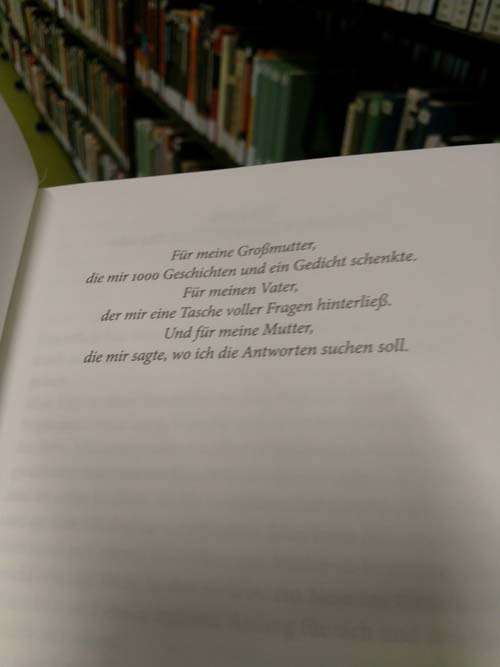 Für meine Großmutter,
die mir 1000 Geschichten und ein Gedicht schenkte.
Für meinen Vater,
der mir eine Tasche voller Fragen hinterließ.
Und für meine Mutter,
die mir sagte, wo ich die Antworten suchen soll.